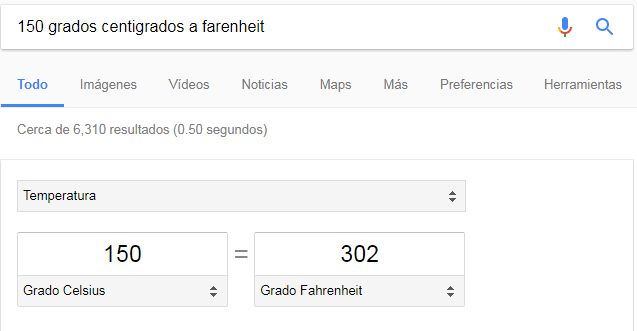 150 grados centigrados a farenheit
Todo Imágenes Vídeos Noticias Maps Más Preferencias Herramientas
Cerca de 6,310 resultados (0.50 segundos)
Temperatura
150 = 302
Grado Celsius Grado Fahrenheit